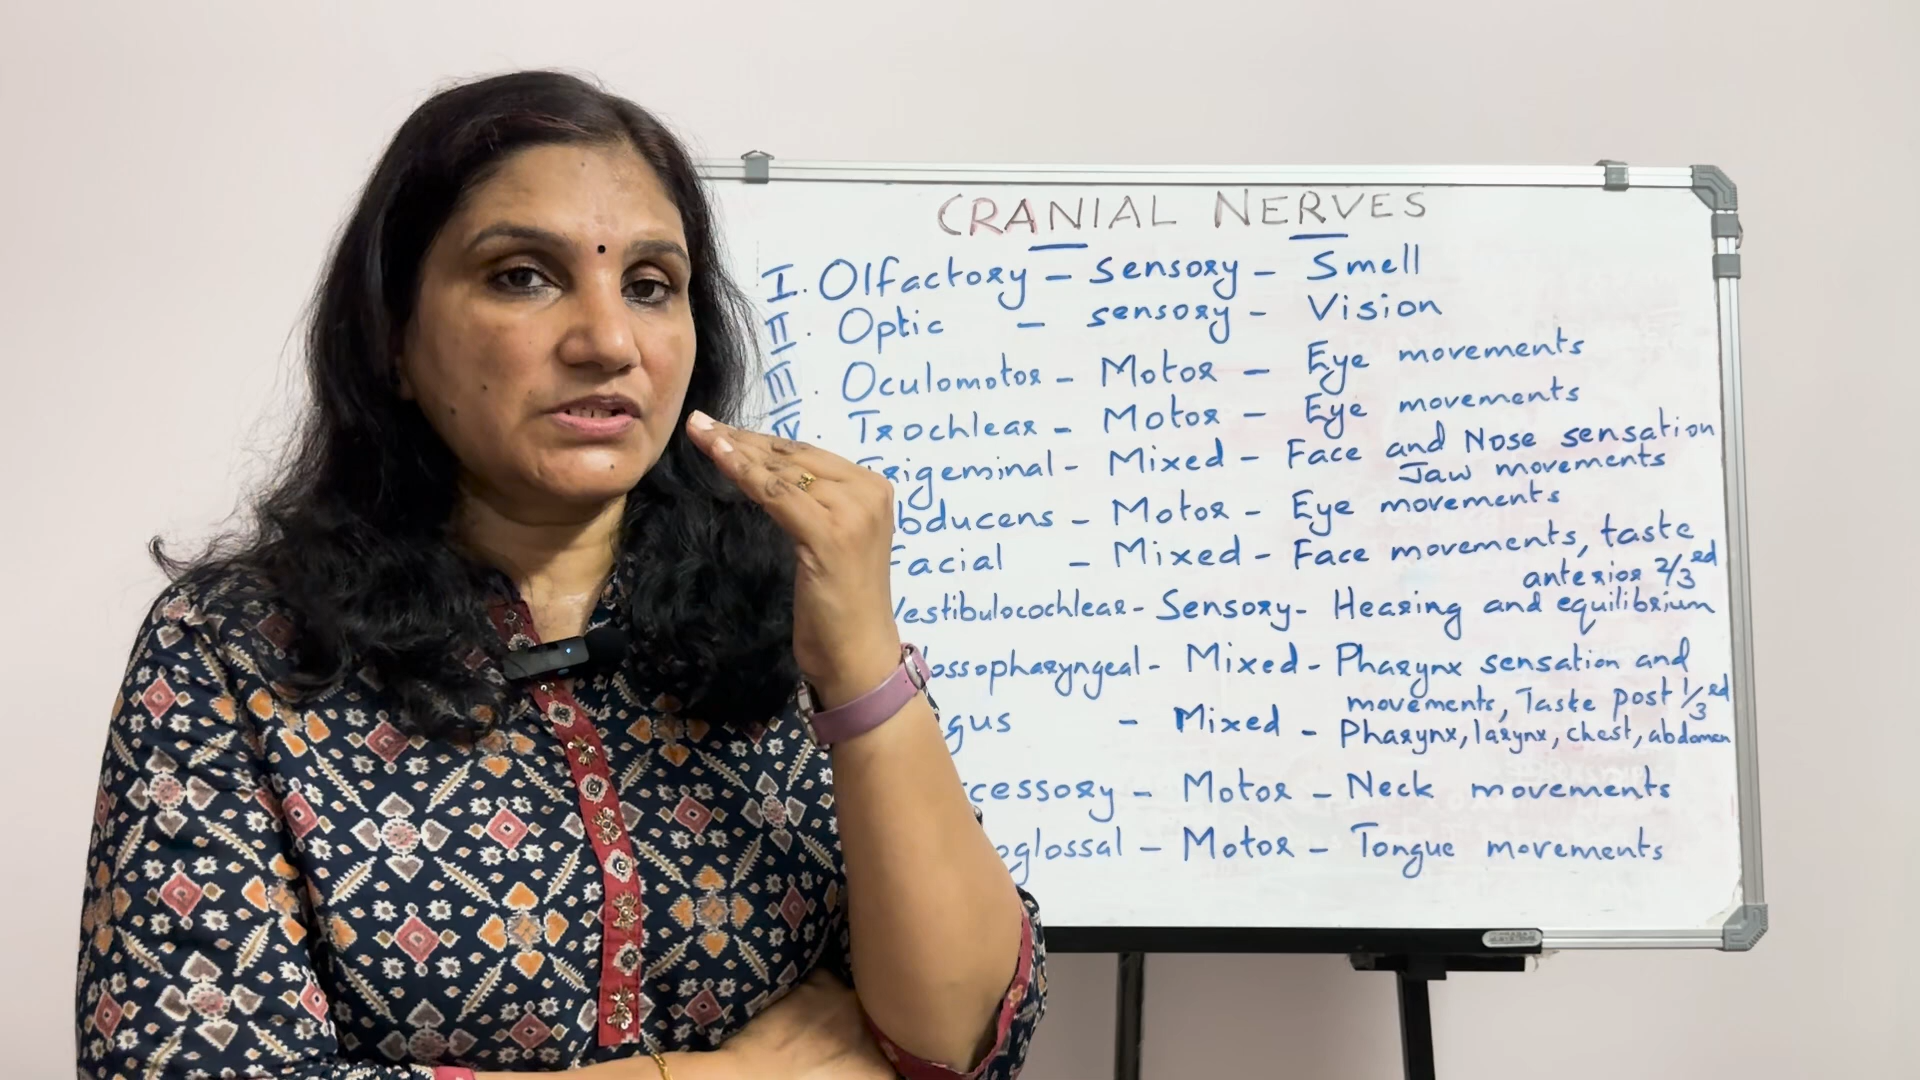 CRANIAL NERVES
I. Olfactory - Sensory - Smell
II. Optic - sensory - Vision
III. Oculomotor - Motor - Eye movements
IV. Trochlear - Motor - Eye movements
Trigeminal - Mixed - Face and Nose sensation
Jaw movements
bducens - Motor - Eye movements
Facial - Mixed - Face movements, taste
anterior 2/3rd
Vestibulocochlear - Sensory - Hearing and equilibrium
lossopharyngeal - Mixed - Pharynx sensation and
movements, Taste post 1/3rd
gus - Mixed - Pharynx, larynx, chest, abdomen
ccessory - Motor - Neck movements
oglossal - Motor - Tongue movements